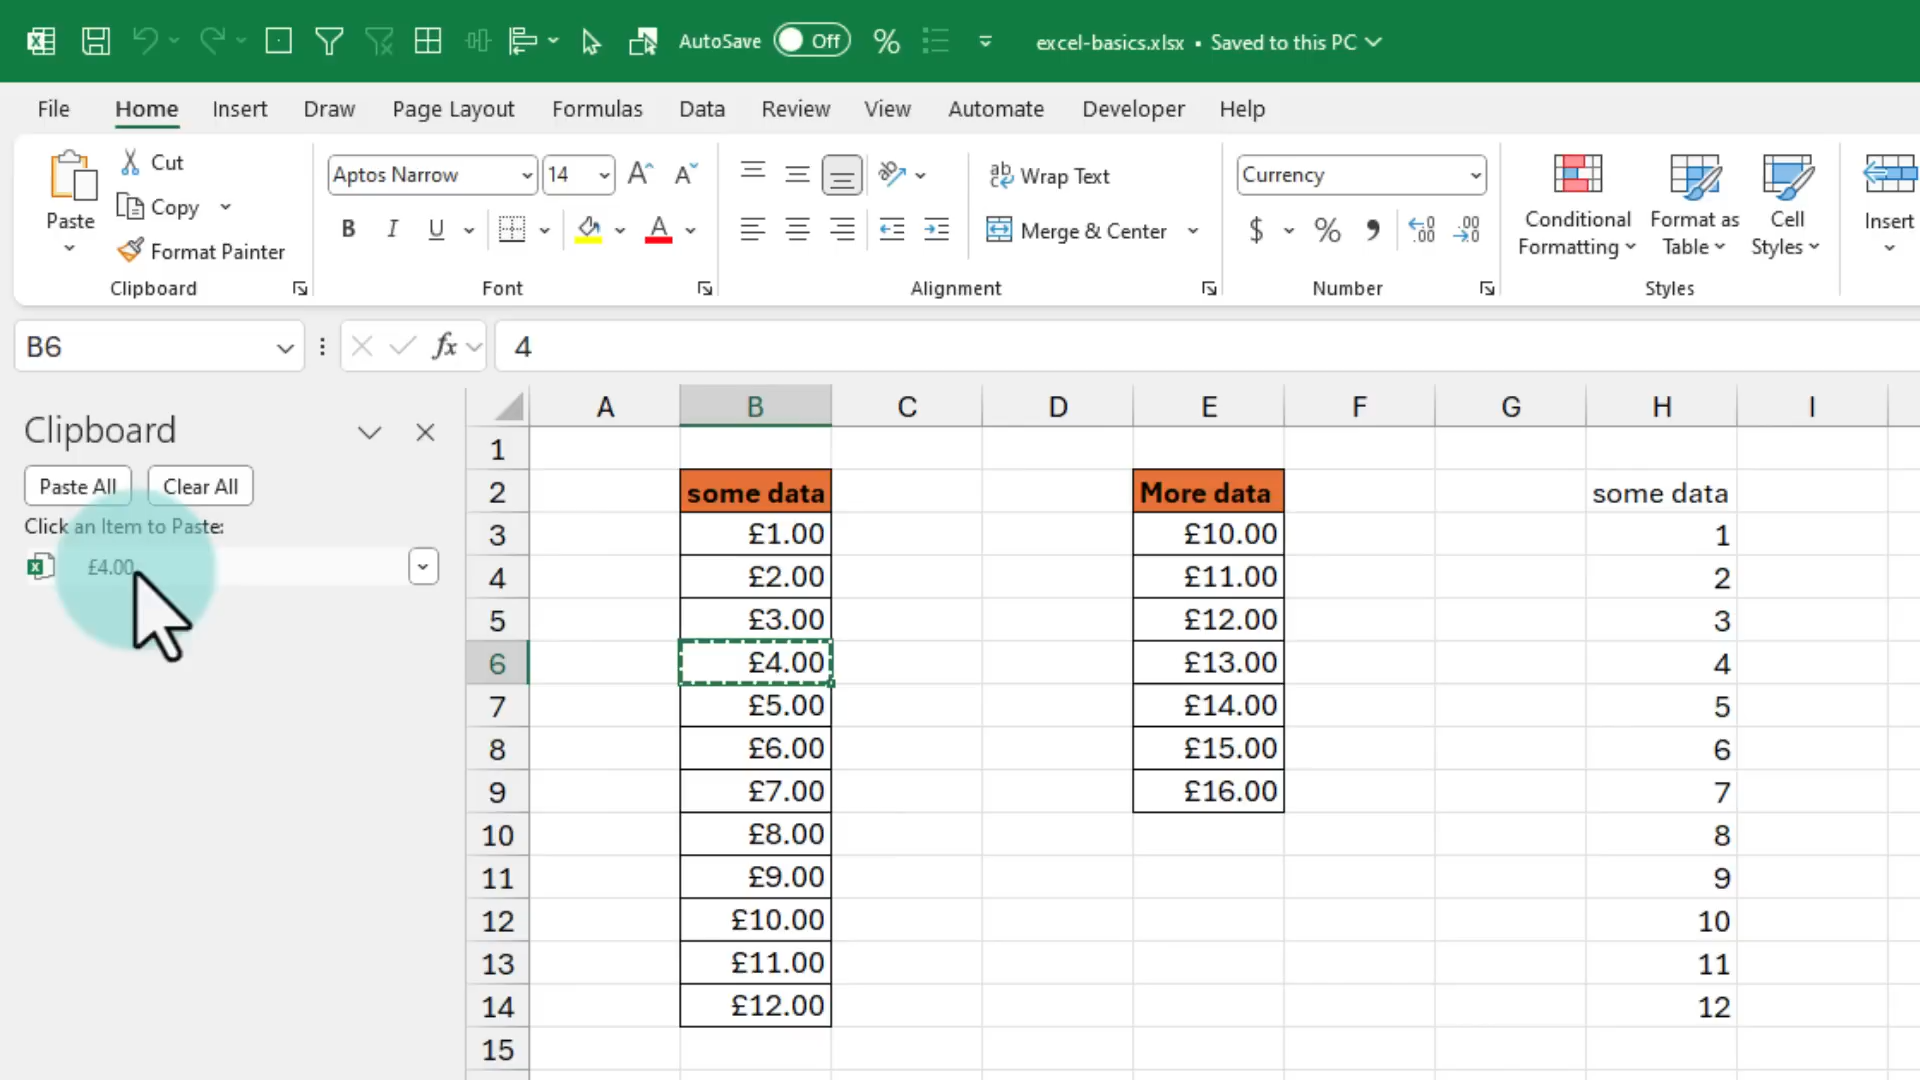 AutoSave Off % excel-basics.xlsx • Saved to this PC
File Home Insert Draw Page Layout Formulas Data Review View Automate Developer Help
Paste
Cut
Copy
Format Painter
Clipboard
Aptos Narrow 14 A A
B I U A
Font
ab
Wrap Text
Merge & Center
Alignment
Currency
$ % , .00 .00
Number
Conditional
Formatting
Format as
Table
Cell
Styles
Styles
Insert
B6 fx 4
Clipboard
Paste All Clear All
Click an Item to Paste:
£4.00
A B C D E F G H I
1
2 some data More data some data
3 £1.00 £10.00 1
4 £2.00 £11.00 2
5 £3.00 £12.00 3
6 £4.00 £13.00 4
7 £5.00 £14.00 5
8 £6.00 £15.00 6
9 £7.00 £16.00 7
10 £8.00 8
11 £9.00 9
12 £10.00 10
13 £11.00 11
14 £12.00 12
15